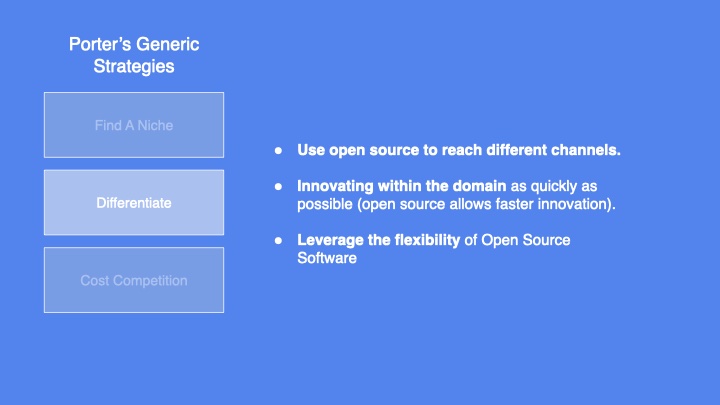 Porter’s Generic
Strategies
Find A Niche
Differentiate
Cost Competition
● Use open source to reach different channels.
● Innovating within the domain as quickly as
possible (open source allows faster innovation).
● Leverage the flexibility of Open Source
Software